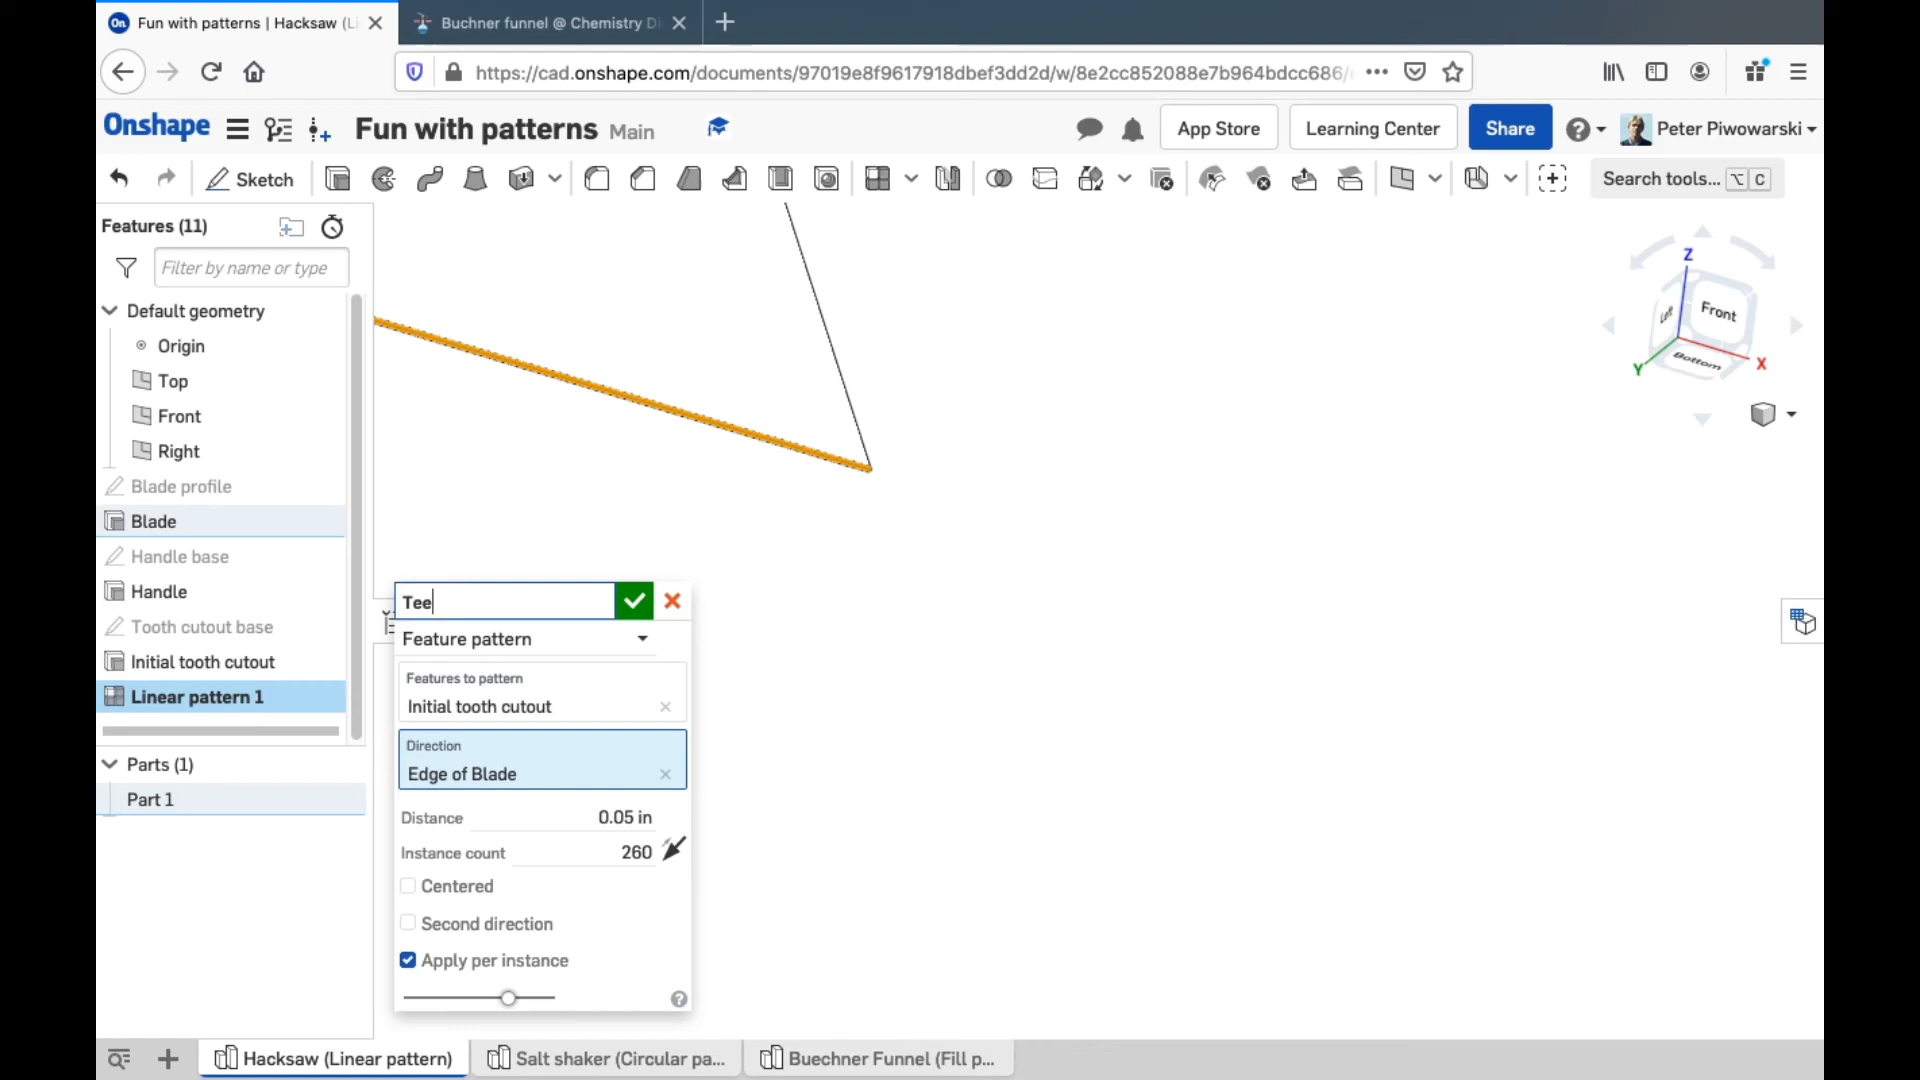 Fun with patterns | Hacksaw (Li
Buchner funnel @ Chemistry Di
https://cad.onshape.com/documents/97019e8f9617918dbef3dd2d/w/8e2cc852088e7b964bdcc686/
Onshape
Fun with patterns Main
App Store
Learning Center
Share
Peter Piwowarski
Sketch
Search tools... ⌥ C
Features (11)
Filter by name or type
Default geometry
Origin
Top
Front
Right
Blade profile
Blade
Handle base
Handle
Tooth cutout base
Initial tooth cutout
Linear pattern 1
Parts (1)
Part 1
Tee
Feature pattern
Features to pattern
Initial tooth cutout
Direction
Edge of Blade
Distance 0.05 in
Instance count 260
Centered
Second direction
Apply per instance
Z
Left
Front
Bottom
Y
X
Hacksaw (Linear pattern)
Salt shaker (Circular pa...
Buechner Funnel (Fill p...